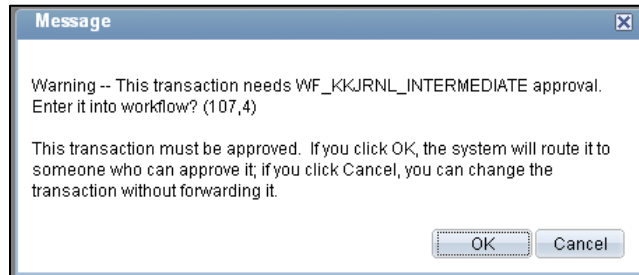 Message
Warning -- This transaction needs WF_KKJRNL_INTERMEDIATE approval.
Enter it into workflow? (107,4)
This transaction must be approved.  If you click OK, the system will route it to
someone who can approve it; if you click Cancel, you can change the
transaction without forwarding it.
OK Cancel